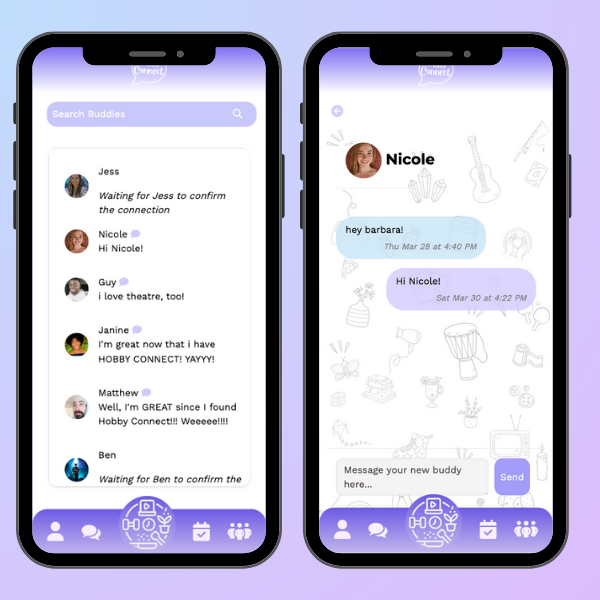 Connect
Search Buddies
Jess
Waiting for Jess to confirm
the connection
Nicole
Hi Nicole!
Guy
i love theatre, too!
Janine
I'm great now that i have
HOBBY CONNECT! YAYYY!
Matthew
Well, I'm GREAT since I found
Hobby Connect!!! Weeeee!!!!
Ben
Waiting for Ben to confirm the
Connect
Nicole
hey barbara!
Thu Mar 28 at 4:40 PM
Hi Nicole!
Sat Mar 30 at 4:22 PM
Message your new buddy
here...
Send